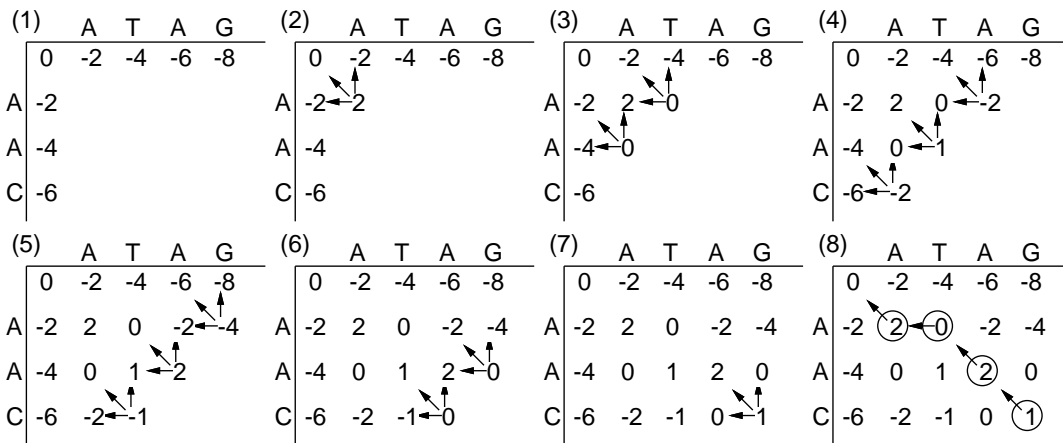 (1) A T A G (2) A T A G (3) A T A G (4) A T A G
0 -2 -4 -6 -8 0 -2 -4 -6 -8 0 -2 -4 -6 -8 0 -2 -4 -6 -8
A -2 A -2 2 A -2 2 0 A -2 2 0 -2
A -4 A -4 A -4 0 A -4 0 1
C -6 C -6 C -6 C -6 -2
(5) A T A G (6) A T A G (7) A T A G (8) A T A G
0 -2 -4 -6 -8 0 -2 -4 -6 -8 0 -2 -4 -6 -8 0 -2 -4 -6 -8
A -2 2 0 -2 -4 A -2 2 0 -2 -4 A -2 2 0 -2 -4 A -2 2 0 -2 -4
A -4 0 1 2 A -4 0 1 2 0 A -4 0 1 2 0 A -4 0 1 2 0
C -6 -2 -1 C -6 -2 -1 0 C -6 -2 -1 0 1 C -6 -2 -1 0 1